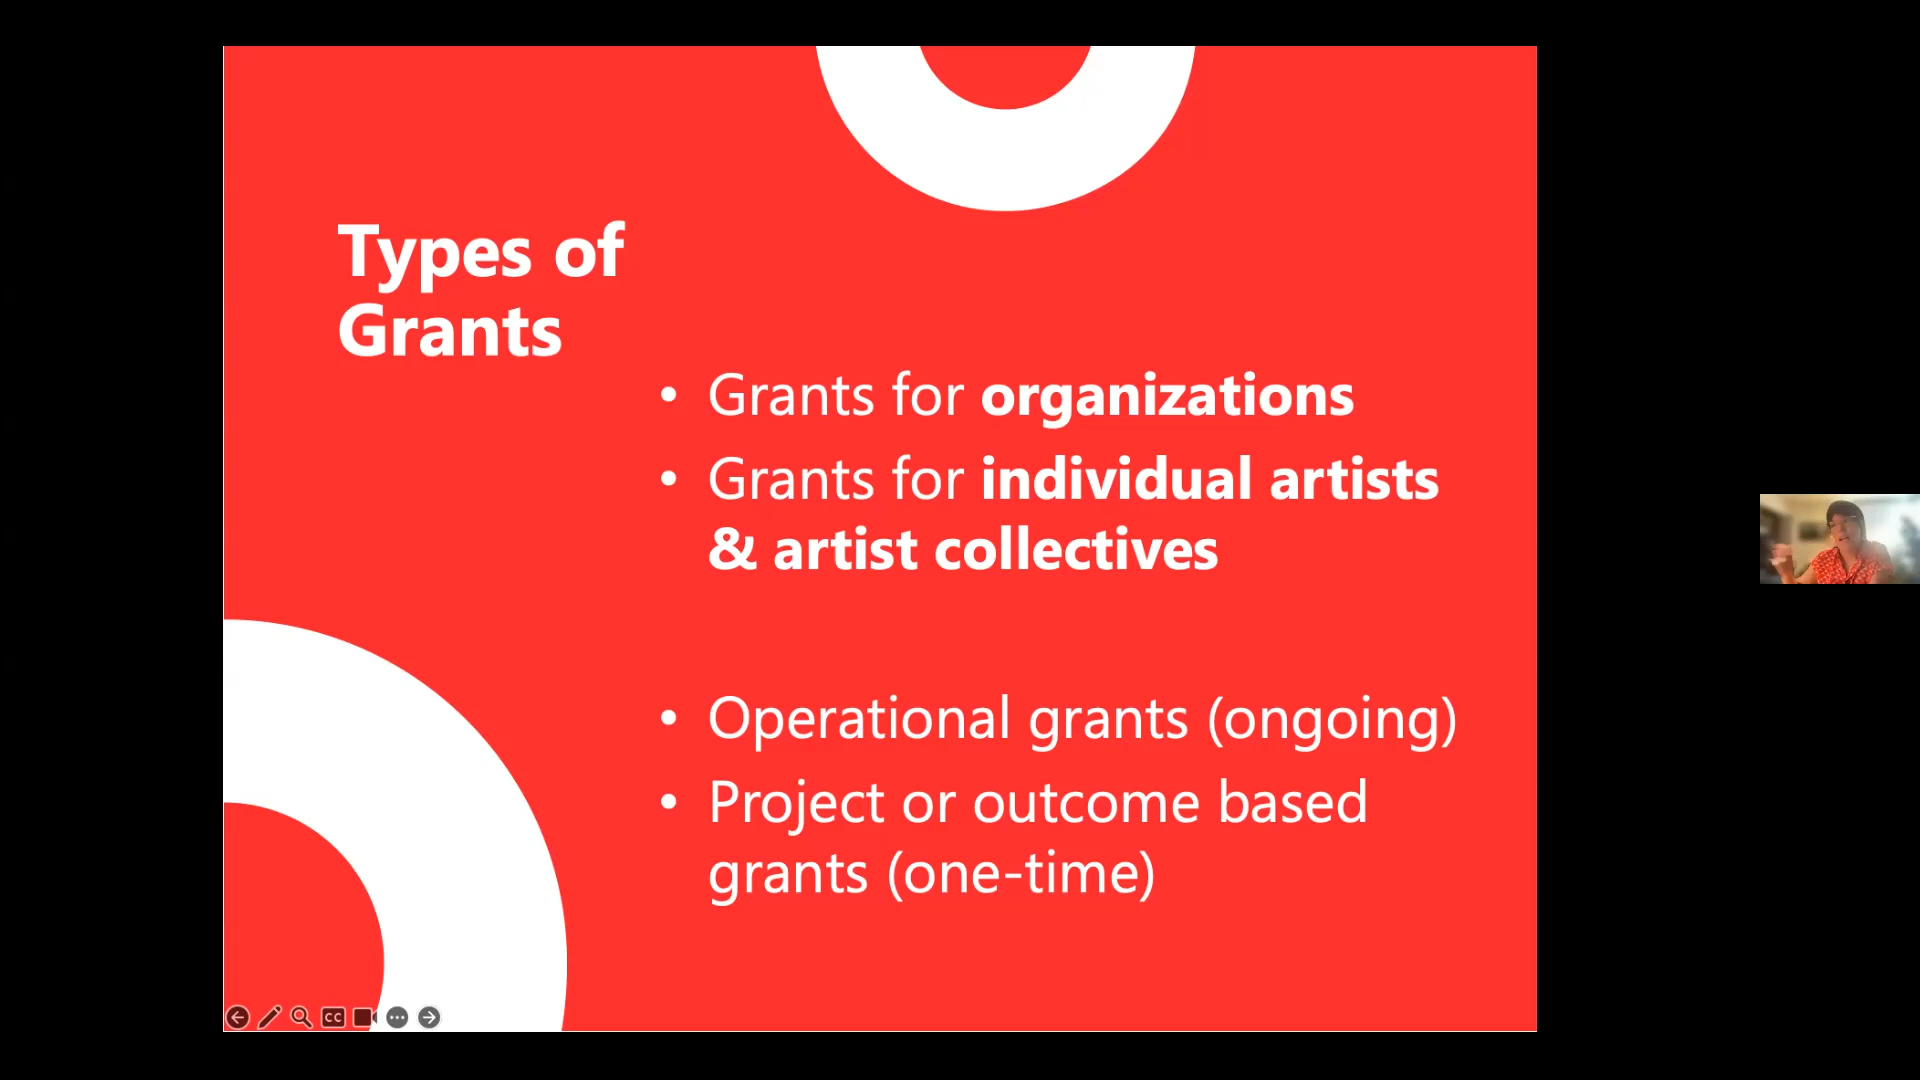 Types of
Grants
• Grants for organizations
• Grants for individual artists
& artist collectives
• Operational grants (ongoing)
• Project or outcome based
grants (one-time)
CC